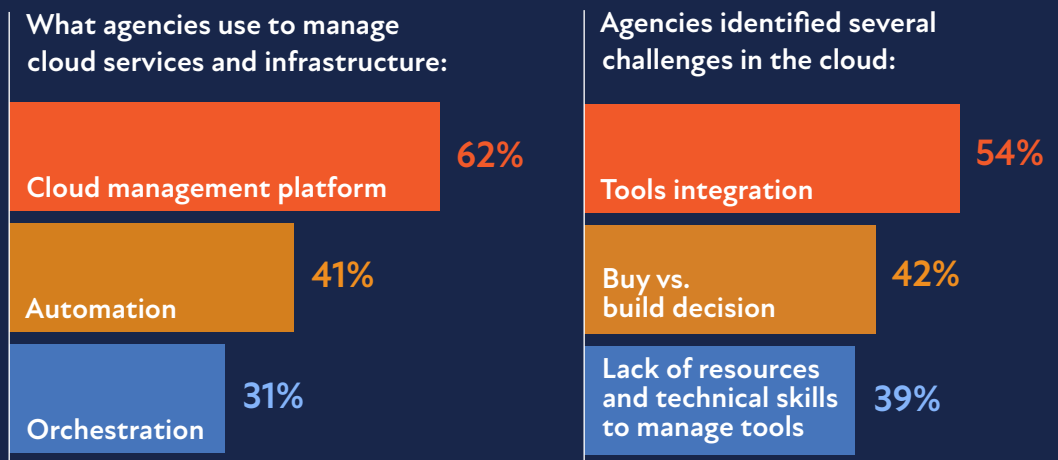 What agencies use to manage
cloud services and infrastructure:
62%
Cloud management platform
41%
Automation
31%
Orchestration
Agencies identified several
challenges in the cloud:
54%
Tools integration
42%
Buy vs.
build decision
Lack of resources
and technical skills
to manage tools
39%